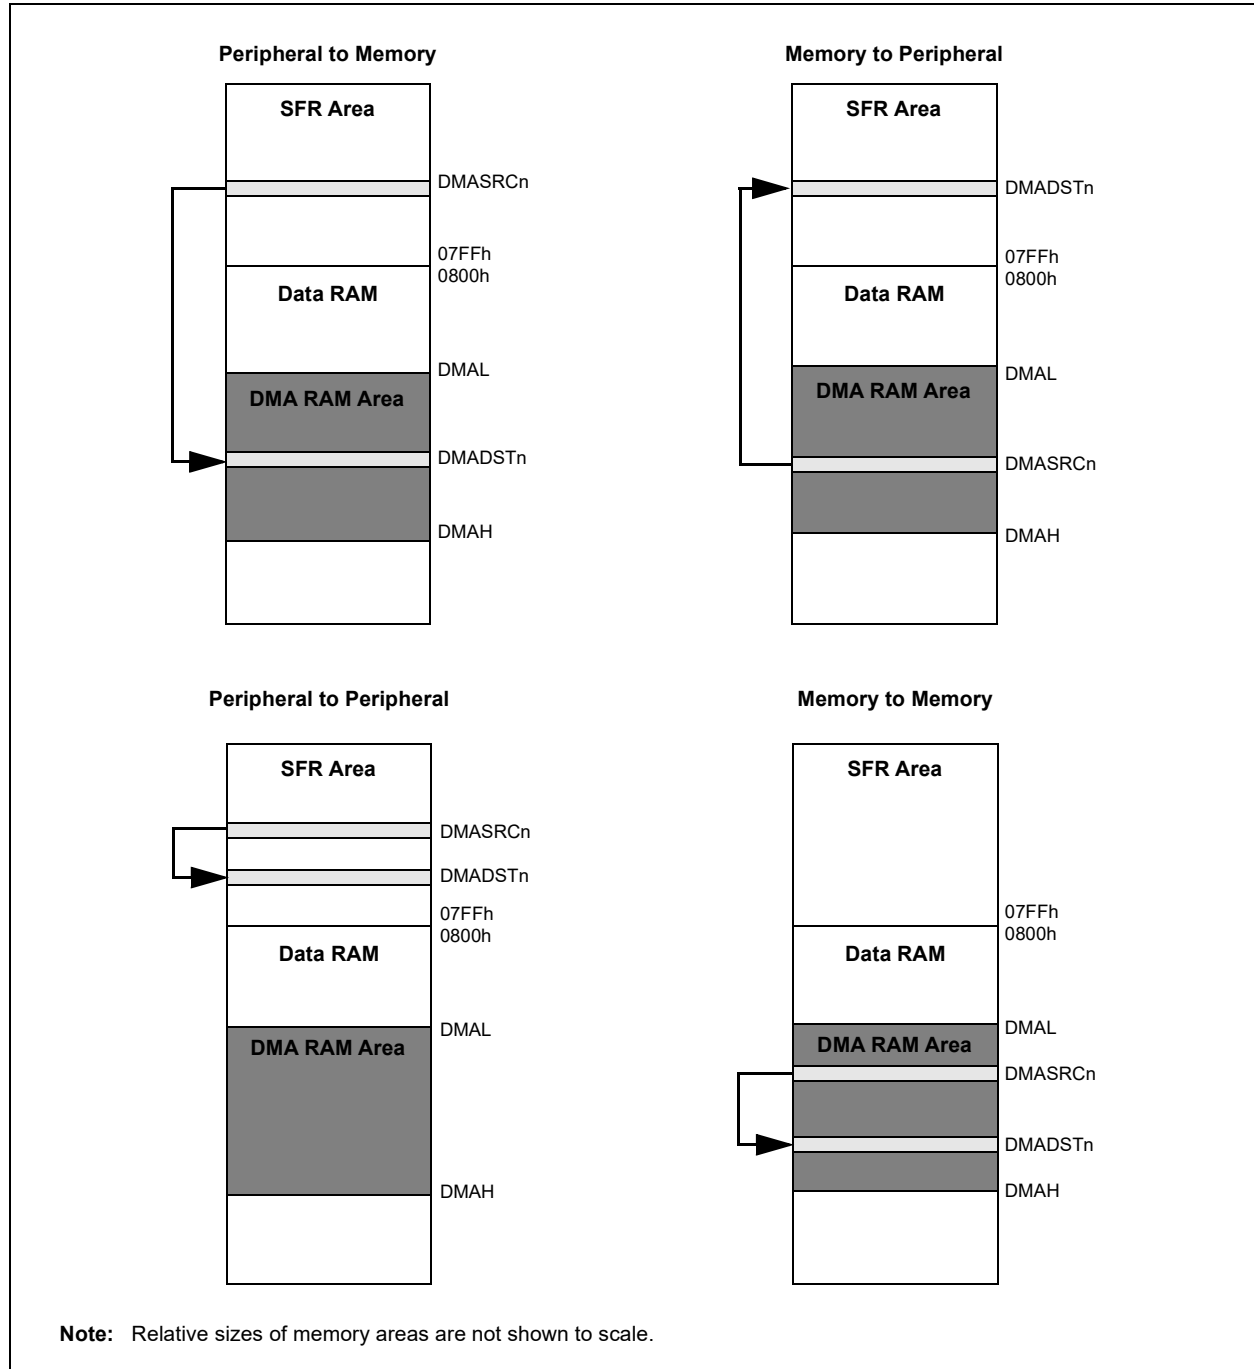 Peripheral to Memory
SFR Area
DMASRCn
07FFh
0800h
Data RAM
DMAL
DMA RAM Area
DMADSTn
DMAH
Memory to Peripheral
SFR Area
DMADSTn
07FFh
0800h
Data RAM
DMAL
DMA RAM Area
DMASRCn
DMAH
Peripheral to Peripheral
SFR Area
DMASRCn
DMADSTn
07FFh
0800h
Data RAM
DMAL
DMA RAM Area
DMAH
Memory to Memory
SFR Area
07FFh
0800h
Data RAM
DMAL
DMA RAM Area
DMASRCn
DMADSTn
DMAH
Note: Relative sizes of memory areas are not shown to scale.